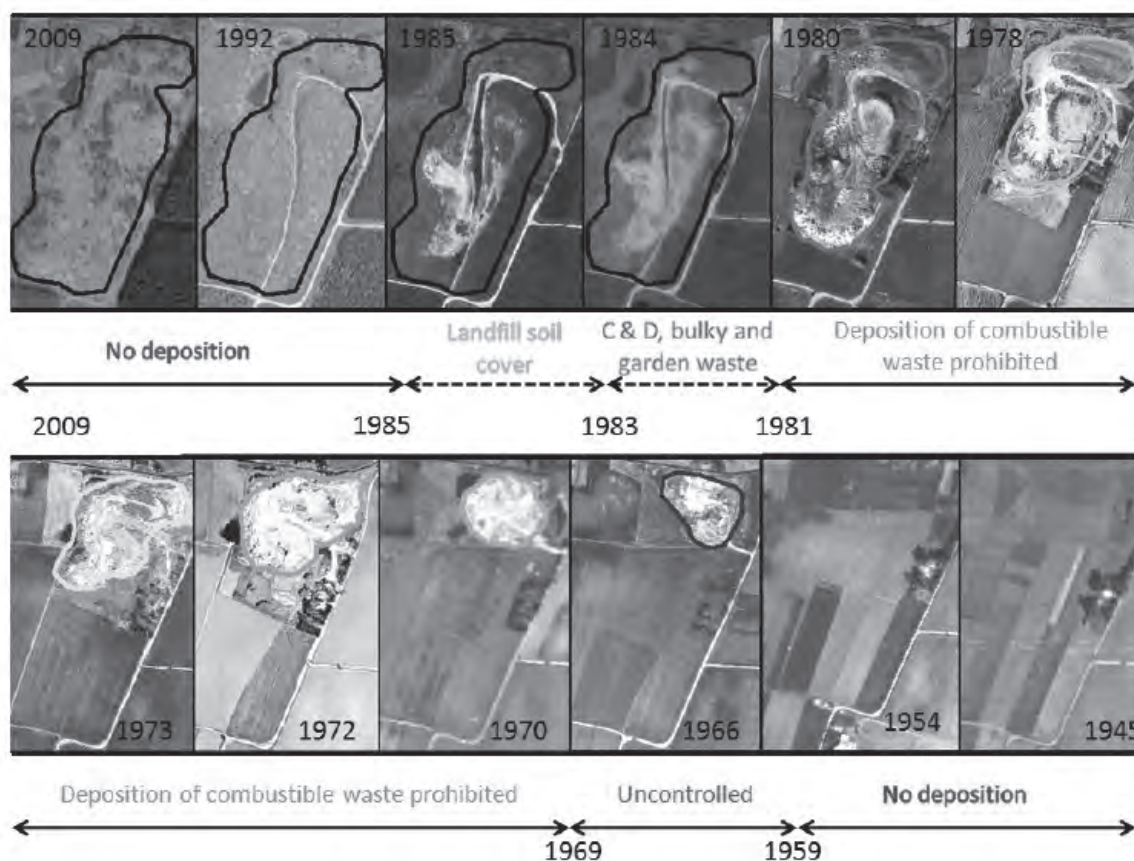 2009 1992 1985 1984 1980 1978
No deposition
Landfill soil
cover
C & D, bulky and
garden waste
Deposition of combustible
waste prohibited
2009 1985 1983 1981
1973 1972 1970 1966 1954 1945
Deposition of combustible waste prohibited
Uncontrolled
No deposition
1969 1959